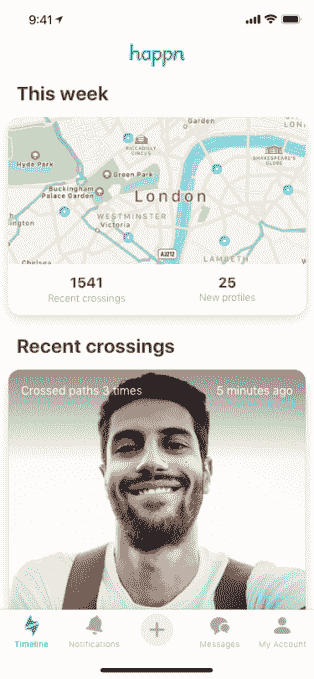 9:41
happn
This week
Garden
PICCADILLY
CIRCUS
SHAKESPEARE'S
GLOBE
Hyde Park
Green Park
Buckingham
Palace Garden
London
WESTMINSTER
Victoria
A3212
LAMBETH
Chelsea
1541 25
Recent crossings New profiles
Recent crossings
Crossed paths 3 times 5 minutes ago
Timeline Notifications Messages My Account